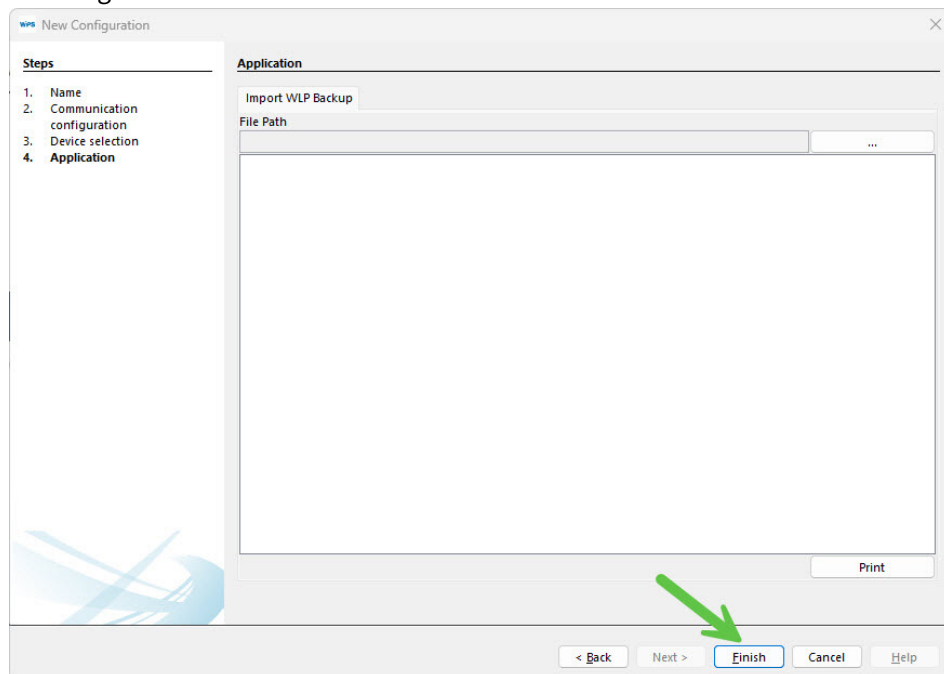 WPS New Configuration
Steps
1. Name
2. Communication
configuration
3. Device selection
4. Application
Application
Import WLP Backup
File Path
...
Print
< Back Next > Finish Cancel Help